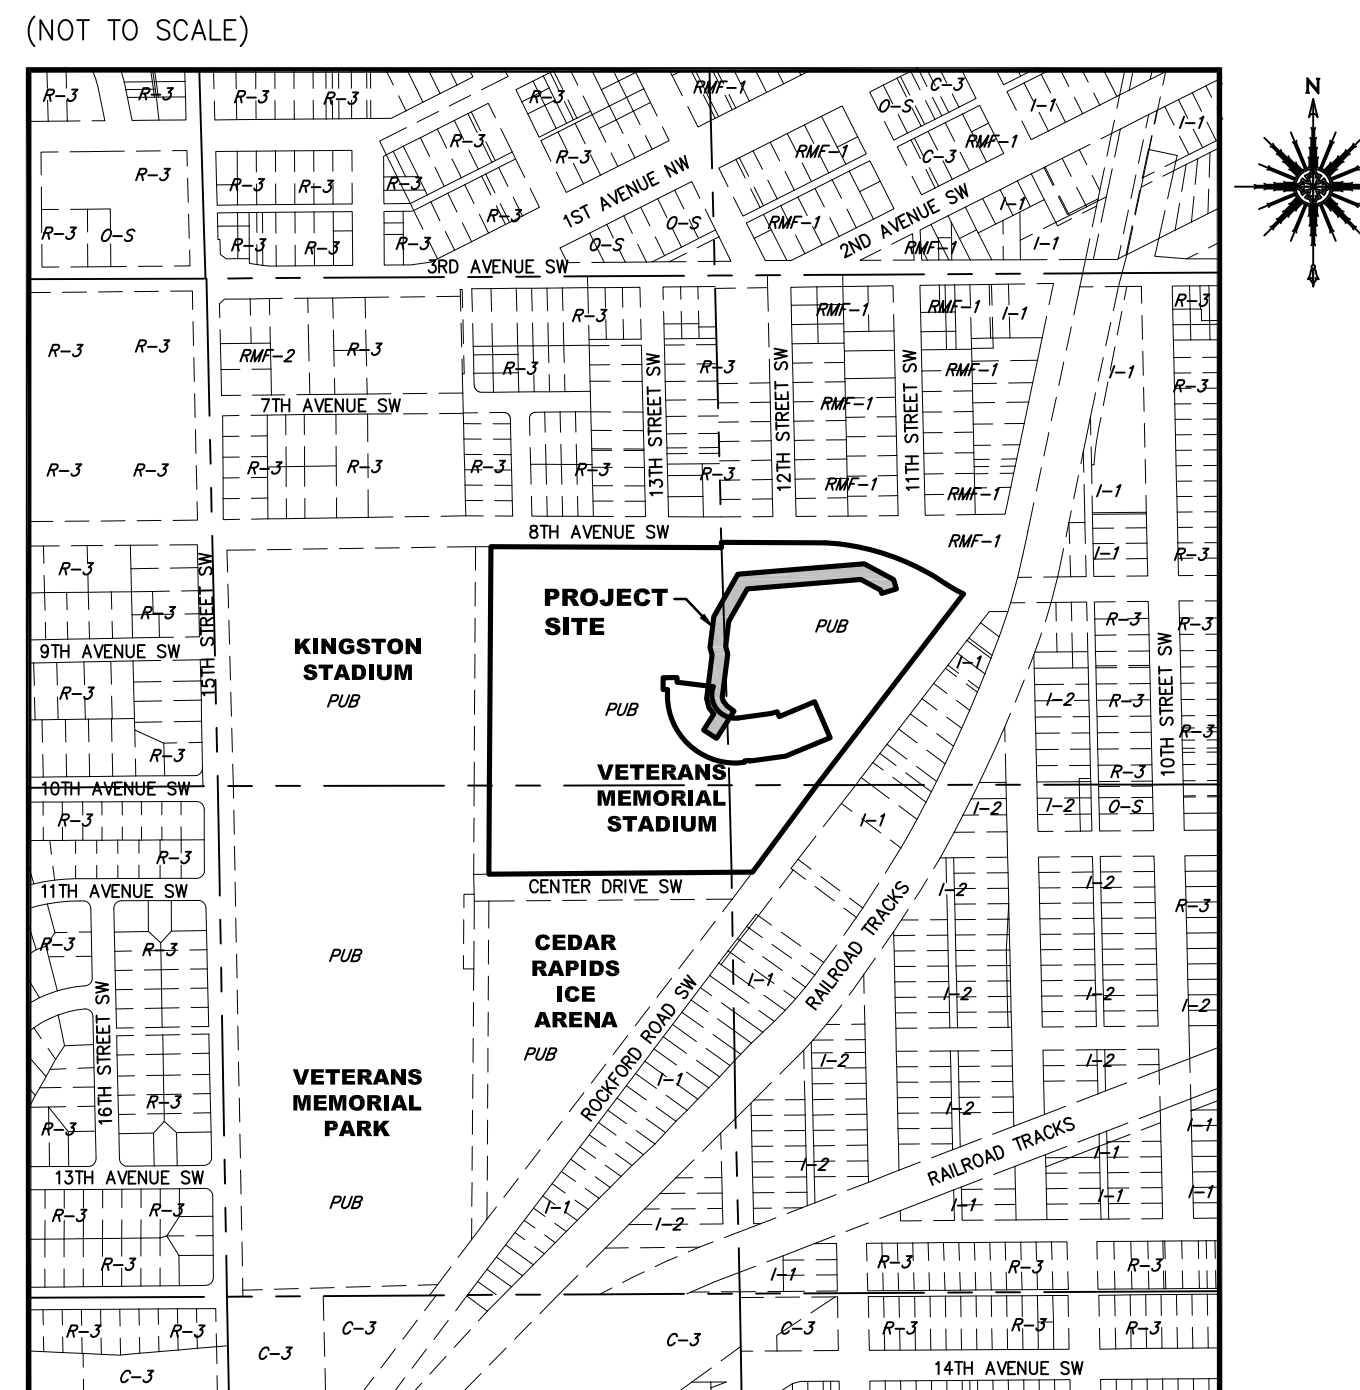 (NOT TO SCALE)
N
R-3 R-3 R-3 R-3 R-3 RMF-1 C-3 O-S I-1 I-1
R-3 R-3 R-3 RMF-1 C-3 RMF-1
R-3 R-3 R-3 R-3 R-3 1ST AVENUE NW O-S RMF-1 2ND AVENUE SW I-1
R-3 O-S R-3 R-3 R-3 O-S RMF-1 I-1
3RD AVENUE SW
R-3 RMF-1 RMF-1 I-1 R-3
R-3 R-3 RMF-2 R-3 R-3 R-3 RMF-1 I-1 R-3
13TH STREET SW
12TH STREET SW
11TH STREET SW
7TH AVENUE SW RMF-1
R-3 R-3 R-3 R-3 R-3 R-3 R-3 RMF-1 RMF-1 I-1
8TH AVENUE SW RMF-1 I-1 R-3
R-3
15TH STREET SW
R-3
PROJECT
SITE
PUB
R-3 R-3
9TH AVENUE SW
KINGSTON
STADIUM
PUB
I-1
10TH STREET SW
R-3 PUB I-2 R-3 R-3
R-3
VETERANS
MEMORIAL
STADIUM
R-3
10TH AVENUE SW
R-3 I-1 I-2 I-2 O-S
R-3
11TH AVENUE SW
CENTER DRIVE SW
I-2 I-2 R-3
R-3 R-3
CEDAR
RAPIDS
ICE
ARENA
PUB
PUB
RAILROAD TRACKS
I-1 I-2 I-2 I-2
16TH STREET SW
ROCKFORD ROAD SW
I-1 I-2 I-2
VETERANS
MEMORIAL
PARK
R-3 R-3 I-2
RAILROAD TRACKS
I-1 I-1
I-2
13TH AVENUE SW
R-3 R-3 PUB I-1 I-2 I-1 I-1 I-1
R-3 I-1 R-3 R-3 R-3
R-3 R-3 C-3 C-3 C-3 R-3 R-3 R-3
C-3 C-3 14TH AVENUE SW